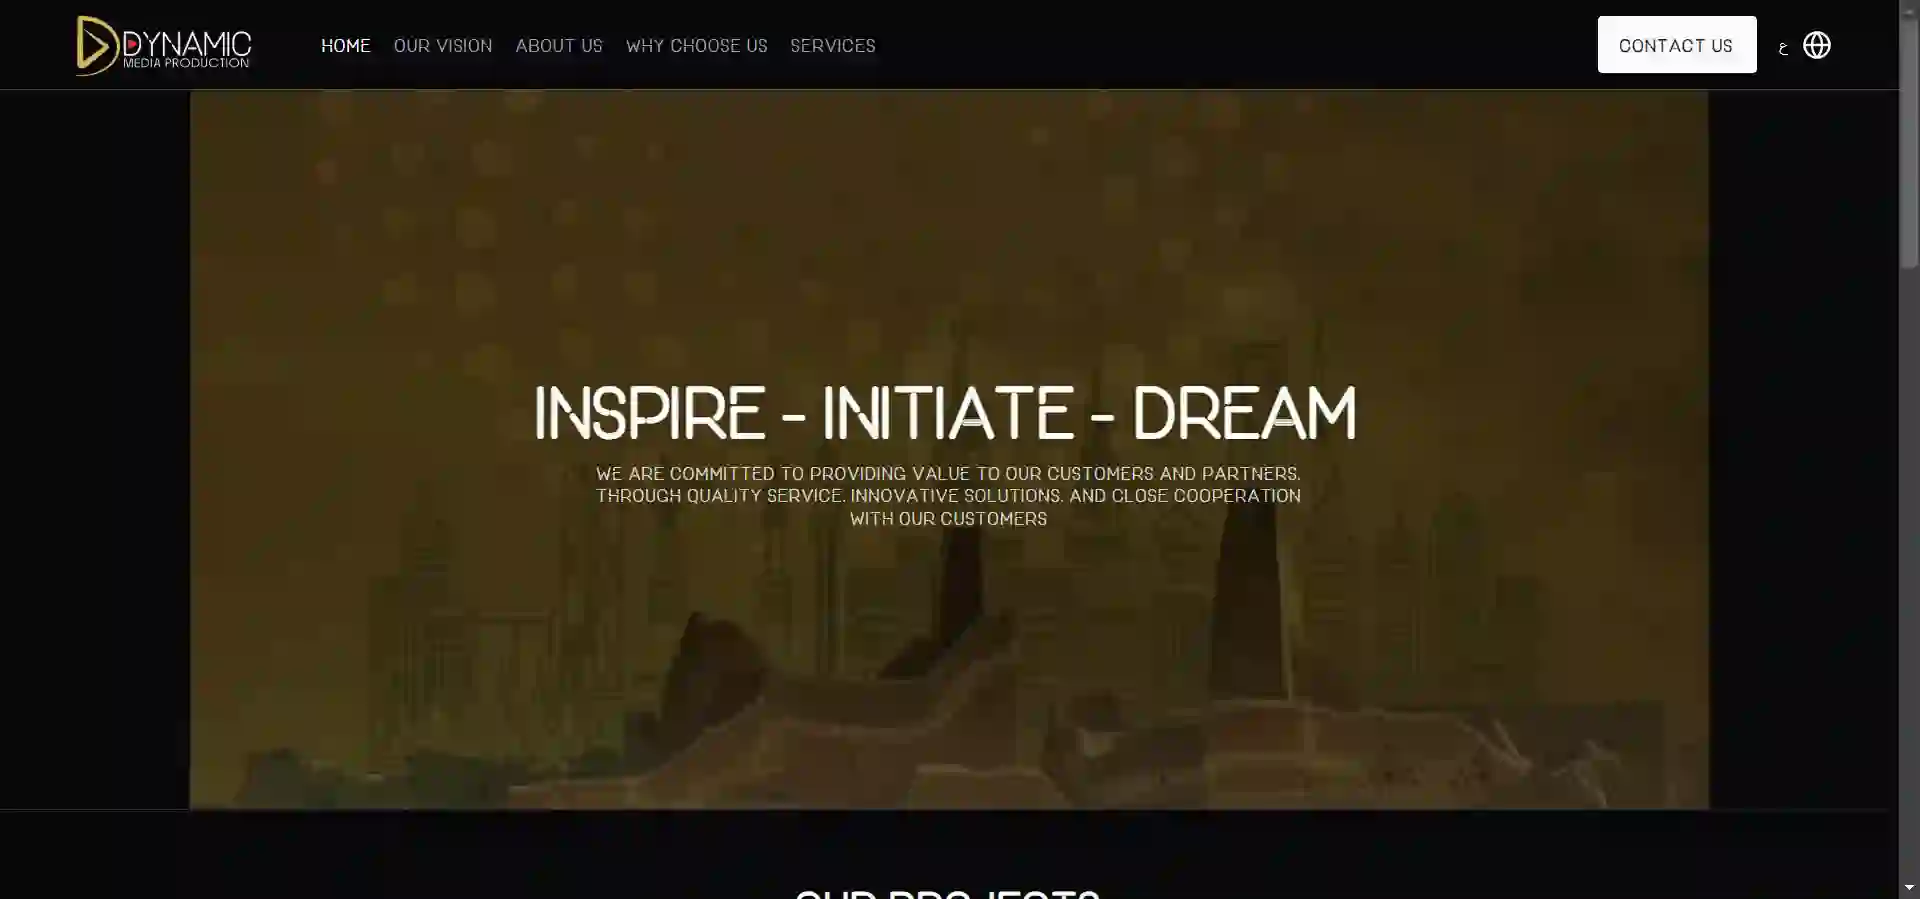 DYNAMIC
MEDIA PRODUCTION
HOME
OUR VISION
ABOUT US
WHY CHOOSE US
SERVICES
CONTACT US
ع
INSPIRE - INITIATE - DREAM
WE ARE COMMITTED TO PROVIDING VALUE TO OUR CUSTOMERS AND PARTNERS.
THROUGH QUALITY SERVICE. INNOVATIVE SOLUTIONS. AND CLOSE COOPERATION
WITH OUR CUSTOMERS
OUR PROJECTS